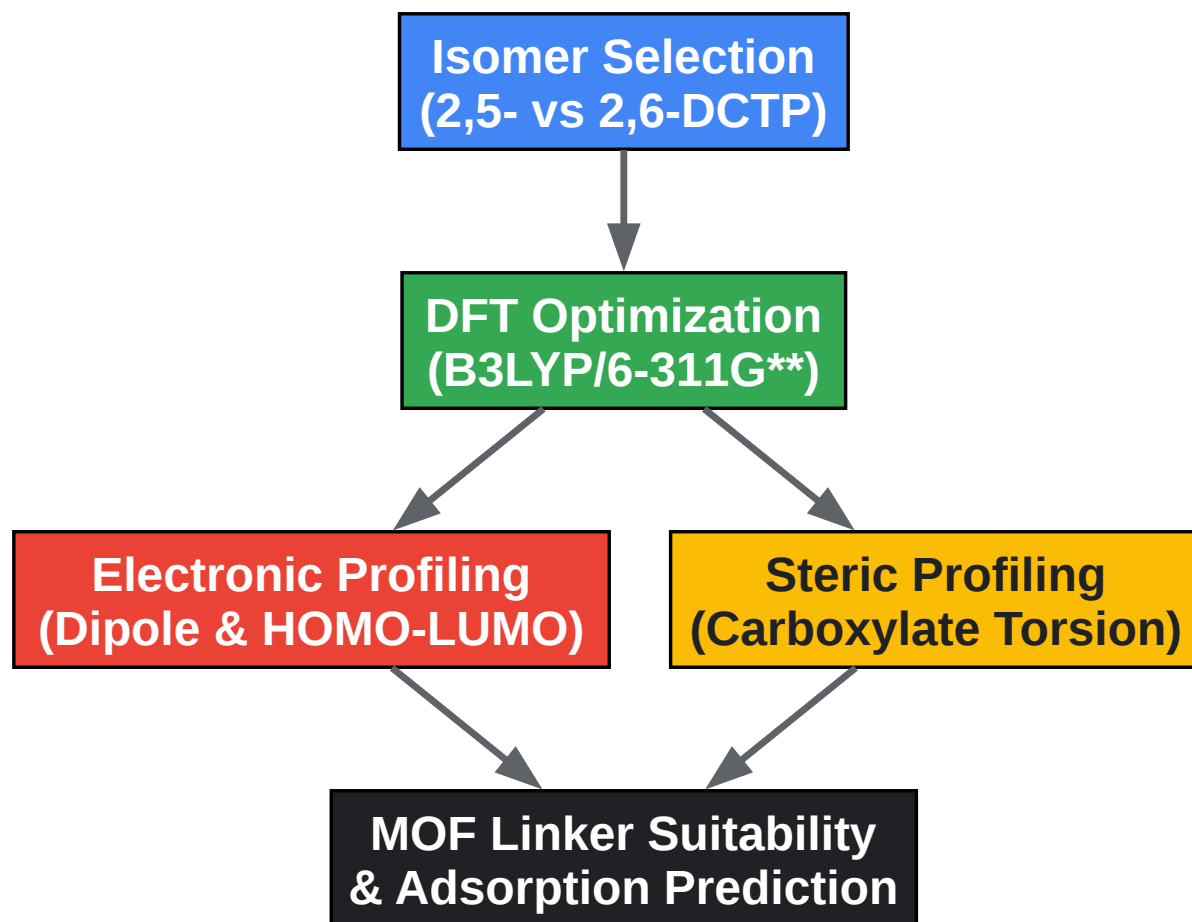 Isomer Selection
(2,5- vs 2,6-DCTP)
DFT Optimization
(B3LYP/6-311G**)
Electronic Profiling
(Dipole & HOMO-LUMO)
Steric Profiling
(Carboxylate Torsion)
MOF Linker Suitability
& Adsorption Prediction